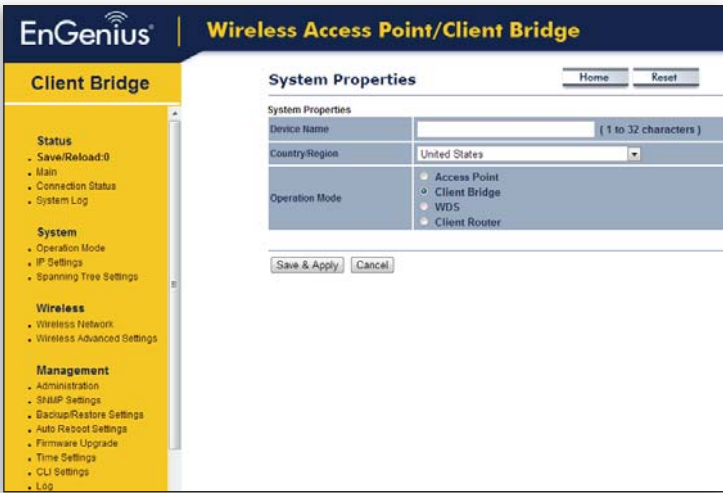 EnGenius
Wireless Access Point/Client Bridge
Client Bridge
Status
Save/Reload:0
Main
Connection Status
System Log
System
Operation Mode
IP Settings
Spanning Tree Settings
Wireless
Wireless Network
Wireless Advanced Settings
Management
Administration
SNMP Settings
Backup/Restore Settings
Auto Reboot Settings
Firmware Upgrade
Time Settings
CLI Settings
Log
System Properties
Home Reset
System Properties
Device Name ( 1 to 32 characters )
Country/Region United States
Operation Mode
Access Point
Client Bridge
WDS
Client Router
Save & Apply Cancel